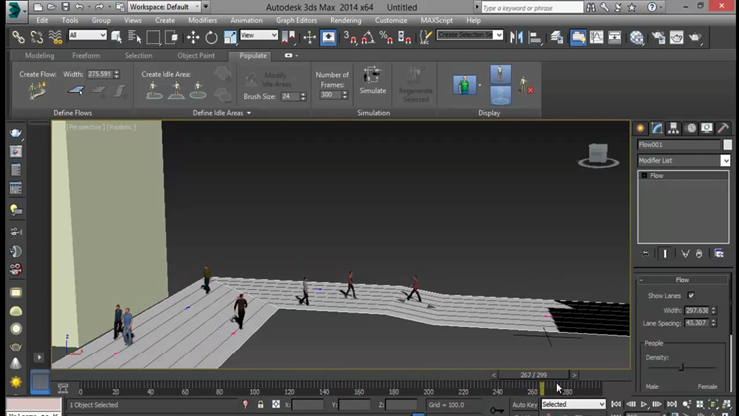 Workspace: Default
Autodesk 3ds Max 2014 x64 Untitled
Type a keyword or phrase
Edit Tools Group Views Create Modifiers Animation Graph Editors Rendering Customize MAXScript Help
All View Create Selection Se
Modeling Freeform Selection Object Paint Populate
Create Flow: Width: 275.591 Create Idle Area: Modify Idle Areas Number of Frames: Simulate Regenerate Selected
Brush Size: 24 300
Define Flows Define Idle Areas Simulation Display
[Perspective] [Realistic]
Flow001
Modifier List
Flow
Flow
Show Lanes
Width: 297.638
Lane Spacing: 43.307
People
Density:
Male Female
267 / 299
0 20 40 60 80 100 120 140 160 180 200 220 240 260 280
1 Object Selected X: Y: Z: Grid = 100.0 Auto Key Selected